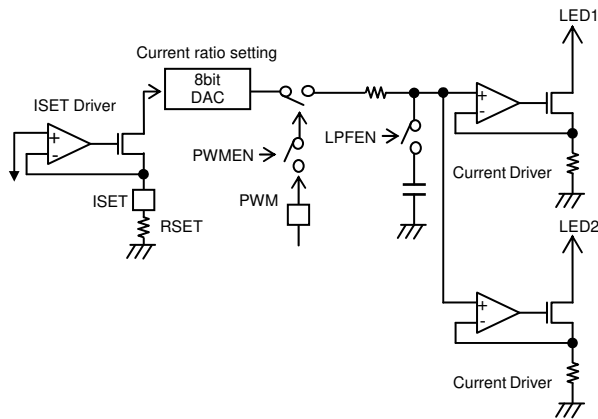 LED1
Current ratio setting
8bit
DAC
ISET Driver
+
-
+
-
PWMEN
LPFEN
ISET
RSET
PWM
Current Driver
LED2
+
-
Current Driver